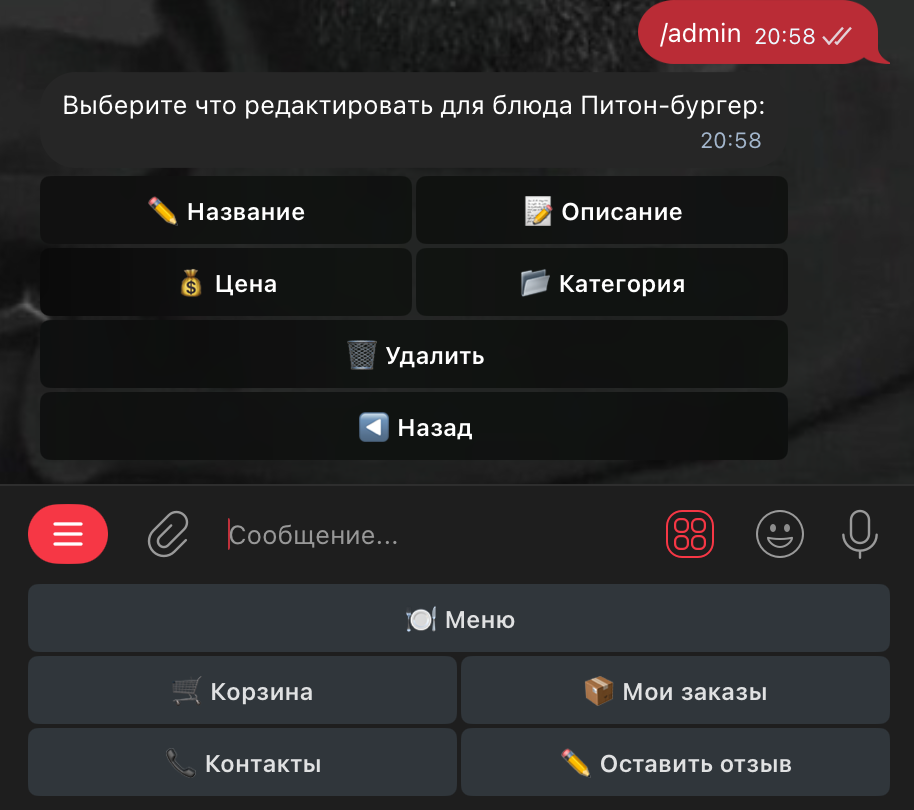 /admin 20:58
Выберите что редактировать для блюда Питон-бургер:
20:58
Название
Описание
Цена
Категория
Удалить
Назад
Сообщение...
Меню
Корзина
Мои заказы
Контакты
Оставить отзыв